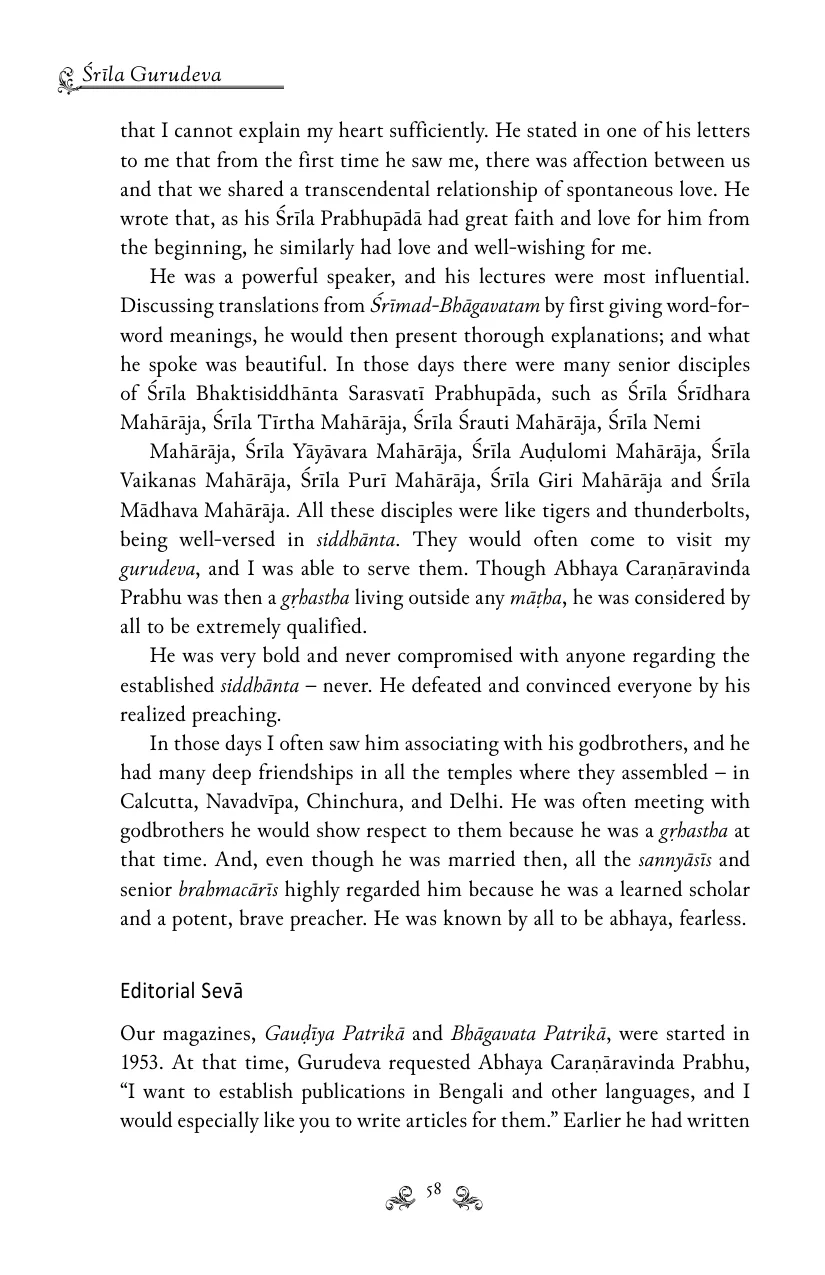 Śrīla Gurudeva
that I cannot explain my heart sufficiently. He stated in one of his letters
to me that from the first time he saw me, there was affection between us
and that we shared a transcendental relationship of spontaneous love. He
wrote that, as his Śrīla Prabhupādā had great faith and love for him from
the beginning, he similarly had love and well-wishing for me.
He was a powerful speaker, and his lectures were most influential.
Discussing translations from Śrīmad-Bhāgavatam by first giving word-for-
word meanings, he would then present thorough explanations; and what
he spoke was beautiful. In those days there were many senior disciples
of Śrīla Bhaktisiddhānta Sarasvatī Prabhupāda, such as Śrīla Śrīdhara
Mahārāja, Śrīla Tīrtha Mahārāja, Śrīla Śrauti Mahārāja, Śrīla Nemi
Mahārāja, Śrīla Yāyāvara Mahārāja, Śrīla Auḍulomi Mahārāja, Śrīla
Vaikanas Mahārāja, Śrīla Purī Mahārāja, Śrīla Giri Mahārāja and Śrīla
Mādhava Mahārāja. All these disciples were like tigers and thunderbolts,
being well-versed in siddhānta. They would often come to visit my
gurudeva, and I was able to serve them. Though Abhaya Caraṇāravinda
Prabhu was then a gṛhastha living outside any māṭha, he was considered by
all to be extremely qualified.
He was very bold and never compromised with anyone regarding the
established siddhānta – never. He defeated and convinced everyone by his
realized preaching.
In those days I often saw him associating with his godbrothers, and he
had many deep friendships in all the temples where they assembled – in
Calcutta, Navadvīpa, Chinchura, and Delhi. He was often meeting with
godbrothers he would show respect to them because he was a gṛhastha at
that time. And, even though he was married then, all the sannyāsīs and
senior brahmacārīs highly regarded him because he was a learned scholar
and a potent, brave preacher. He was known by all to be abhaya, fearless.
Editorial Sevā
Our magazines, Gauḍīya Patrikā and Bhāgavata Patrikā, were started in
1953. At that time, Gurudeva requested Abhaya Caraṇāravinda Prabhu,
“I want to establish publications in Bengali and other languages, and I
would especially like you to write articles for them.” Earlier he had written
58